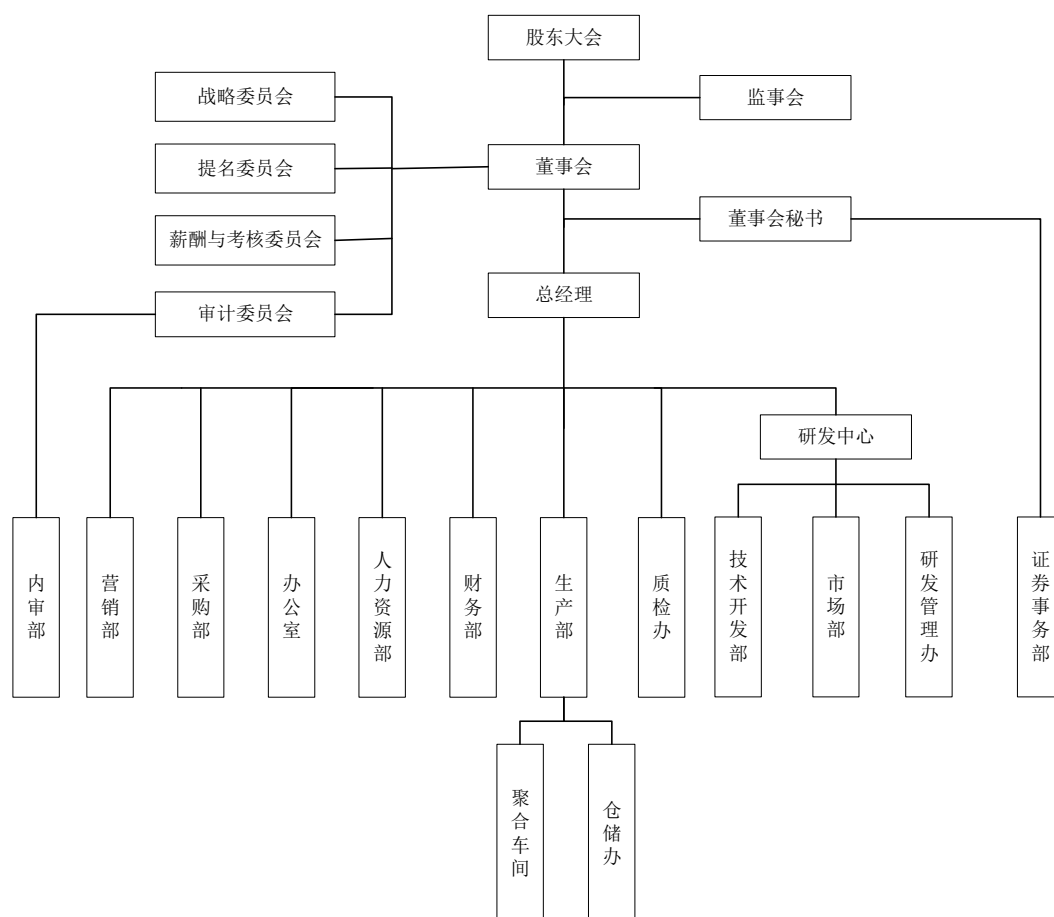 股东大会
战略委员会
监事会
提名委员会
董事会
薪酬与考核委员会
董事会秘书
总经理
审计委员会
研发中心
内审部
营销部
采购部
办公室
人力资源部
财务部
生产部
质检办
技术开发部
市场部
研发管理办
证券事务部
聚合车间
仓储办